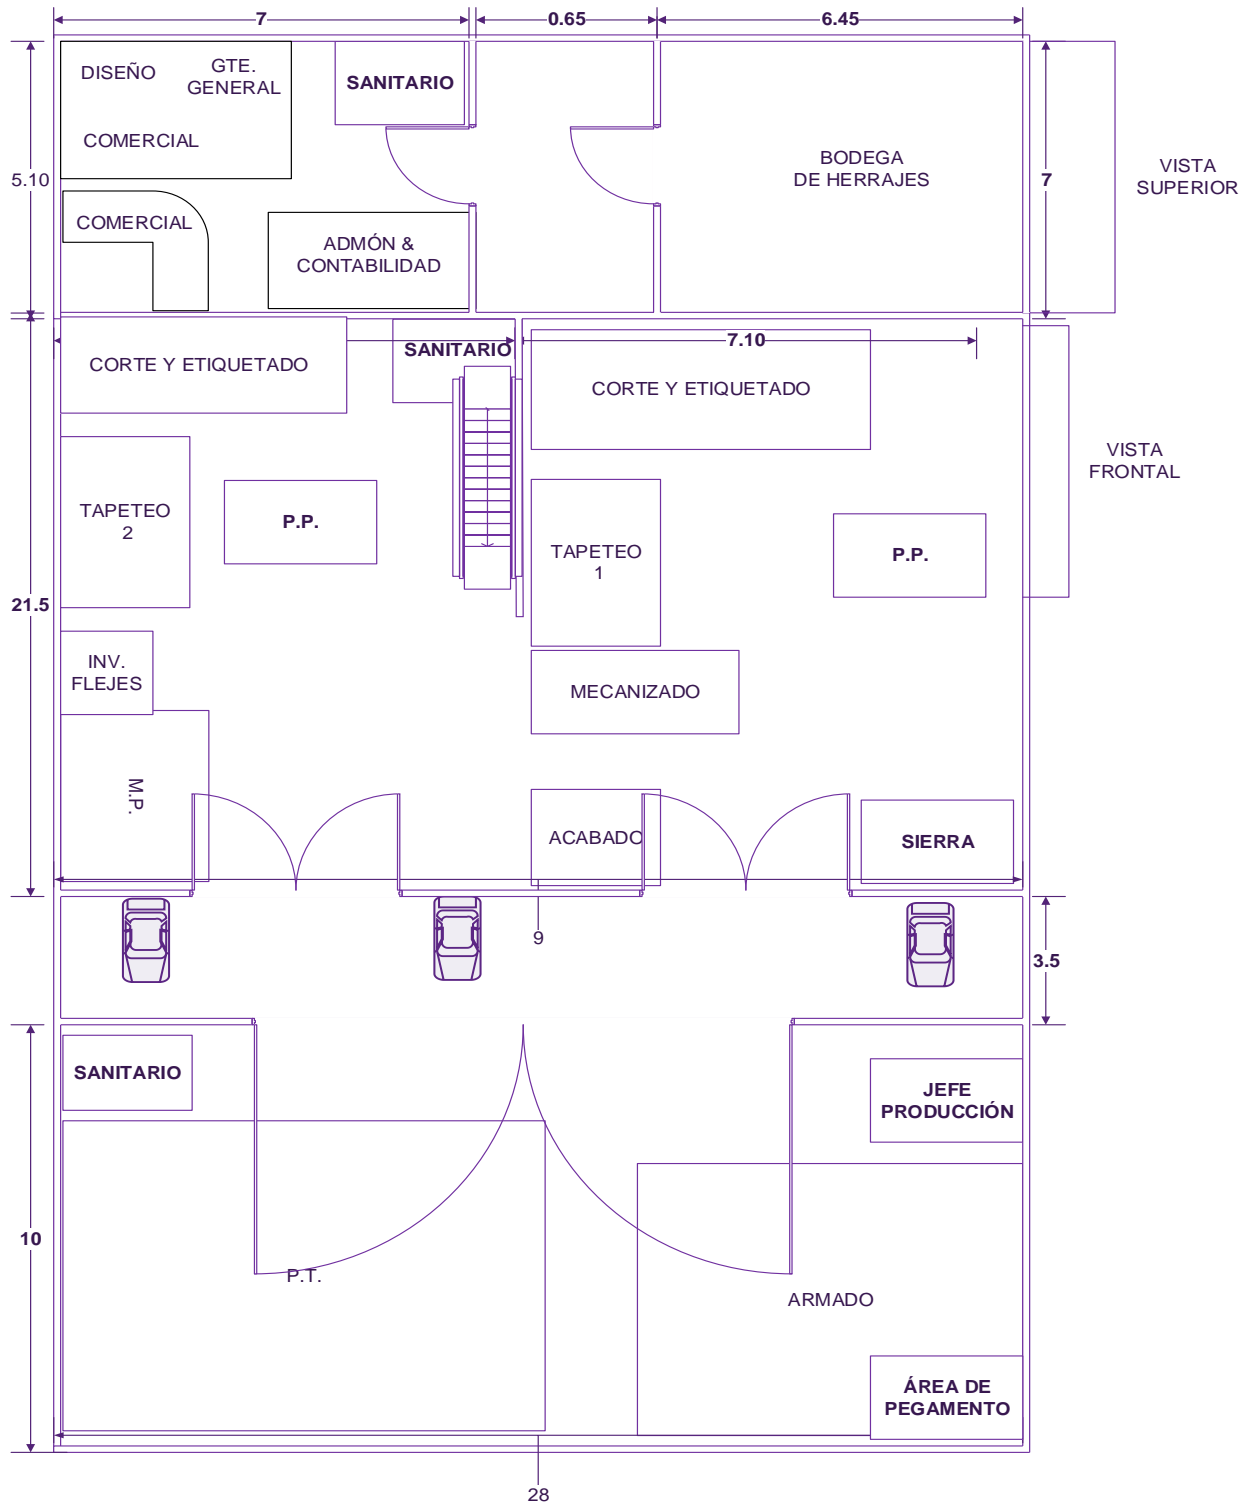 7
0.65
6.45
DISEÑO
GTE.
GENERAL
SANITARIO
COMERCIAL
5.10
COMERCIAL
ADMÓN &
CONTABILIDAD
BODEGA
DE HERRAJES
7
VISTA
SUPERIOR
CORTE Y ETIQUETADO
SANITARIO
7.10
CORTE Y ETIQUETADO
VISTA
FRONTAL
TAPETEO
2
P.P.
TAPETEO
1
P.P.
21.5
INV.
FLEJES
MECANIZADO
M.P.
ACABADO
SIERRA
9
3.5
SANITARIO
JEFE
PRODUCCIÓN
10
P.T.
ARMADO
ÁREA DE
PEGAMENTO
28